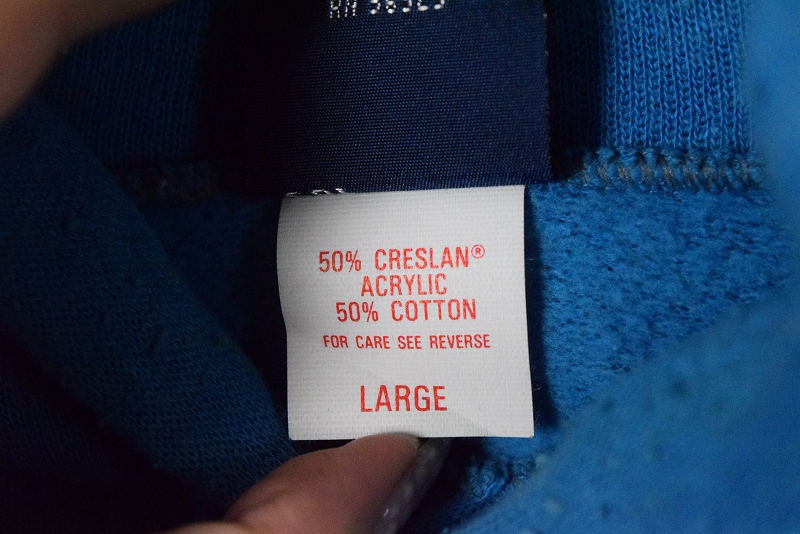 50% CRESLAN®
ACRYLIC
50% COTTON
FOR CARE SEE REVERSE
LARGE